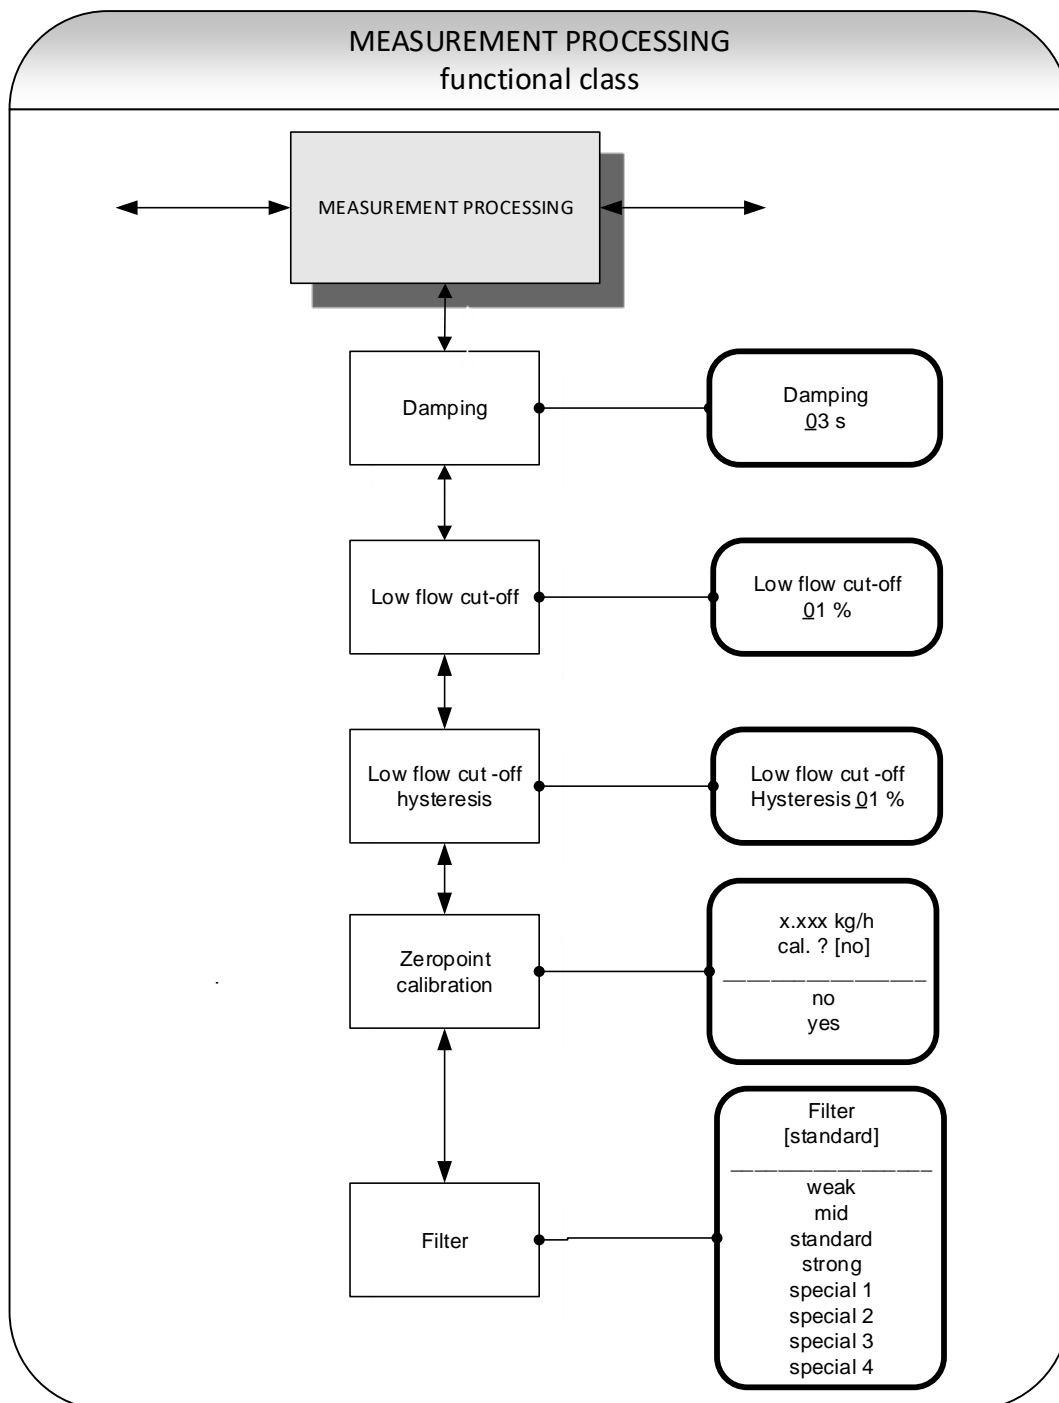 MEASUREMENT PROCESSING
functional class
MEASUREMENT PROCESSING
Damping
Damping
03 s
Low flow cut-off
Low flow cut-off
01 %
Low flow cut -off
hysteresis
Low flow cut -off
Hysteresis 01 %
Zeropoint
calibration
x.xxx kg/h
cal. ? [no]
no
yes
Filter
Filter
[standard]
weak
mid
standard
strong
special 1
special 2
special 3
special 4